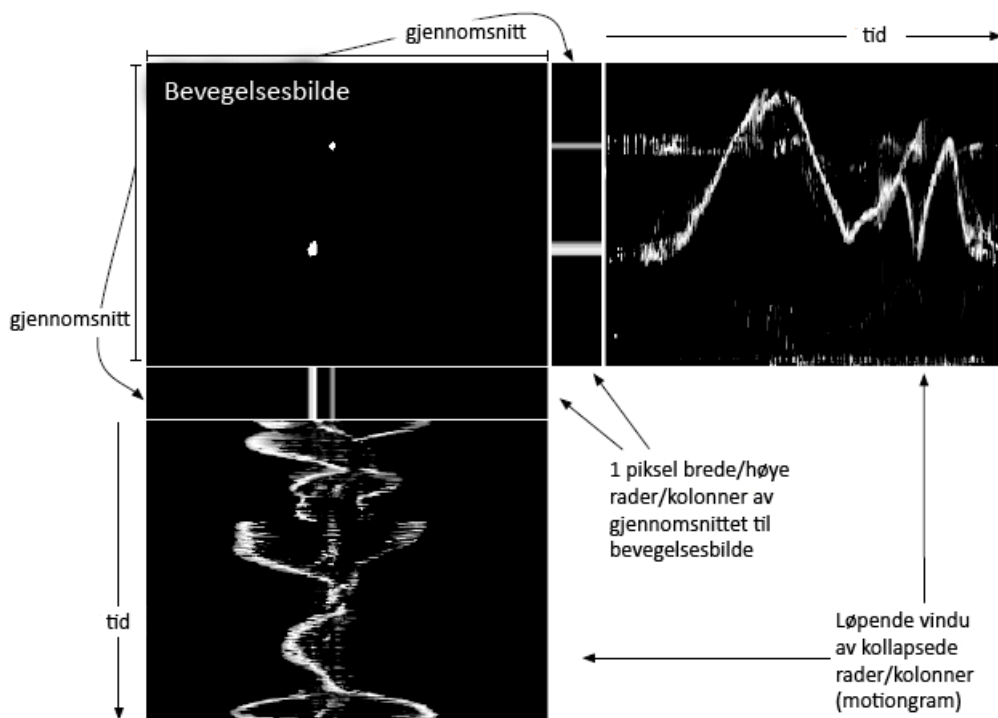 gjennomsnitt
tid
Bevegelsesbilde
gjennomsnitt
1 piksel brede/høye
rader/kolonner av
gjennomsnittet til
bevegelsesbilde
tid
Løpende vindu
av kollapsede
rader/kolonner
(motiongram)